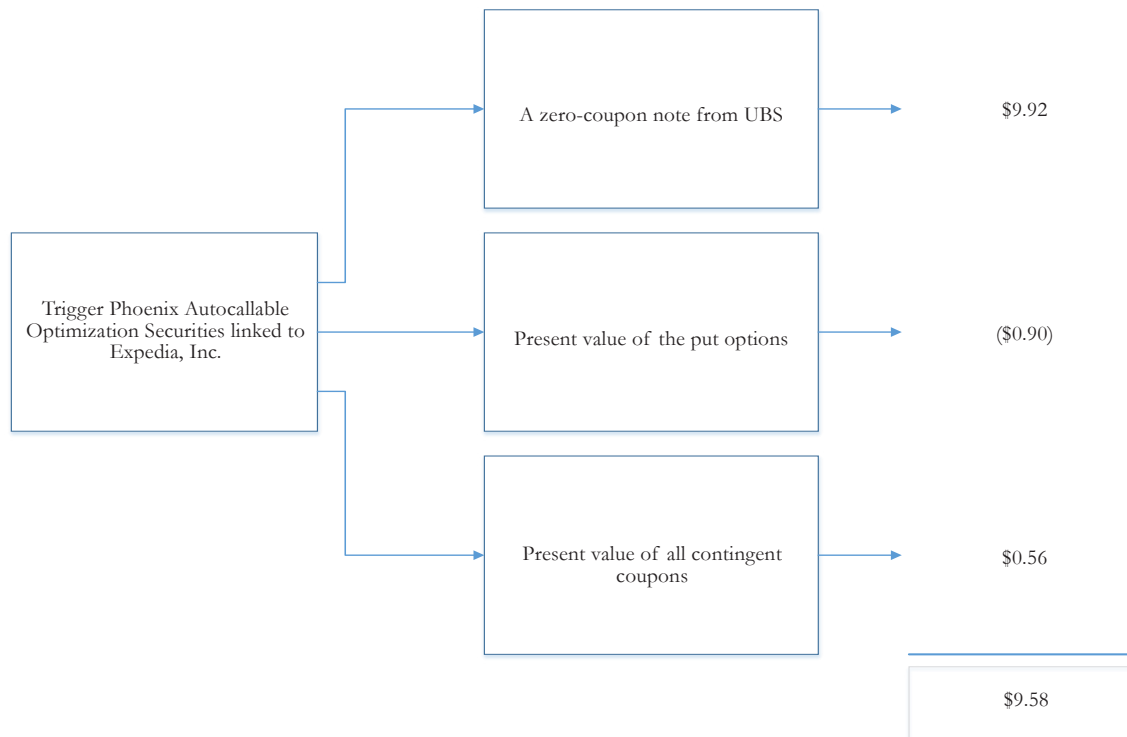 A zero-coupon note from UBS
$9.92
Trigger Phoenix Autocallable
Optimization Securities linked to
Expedia, Inc.
Present value of the put options
($0.90)
Present value of all contingent
coupons
$0.56
$9.58